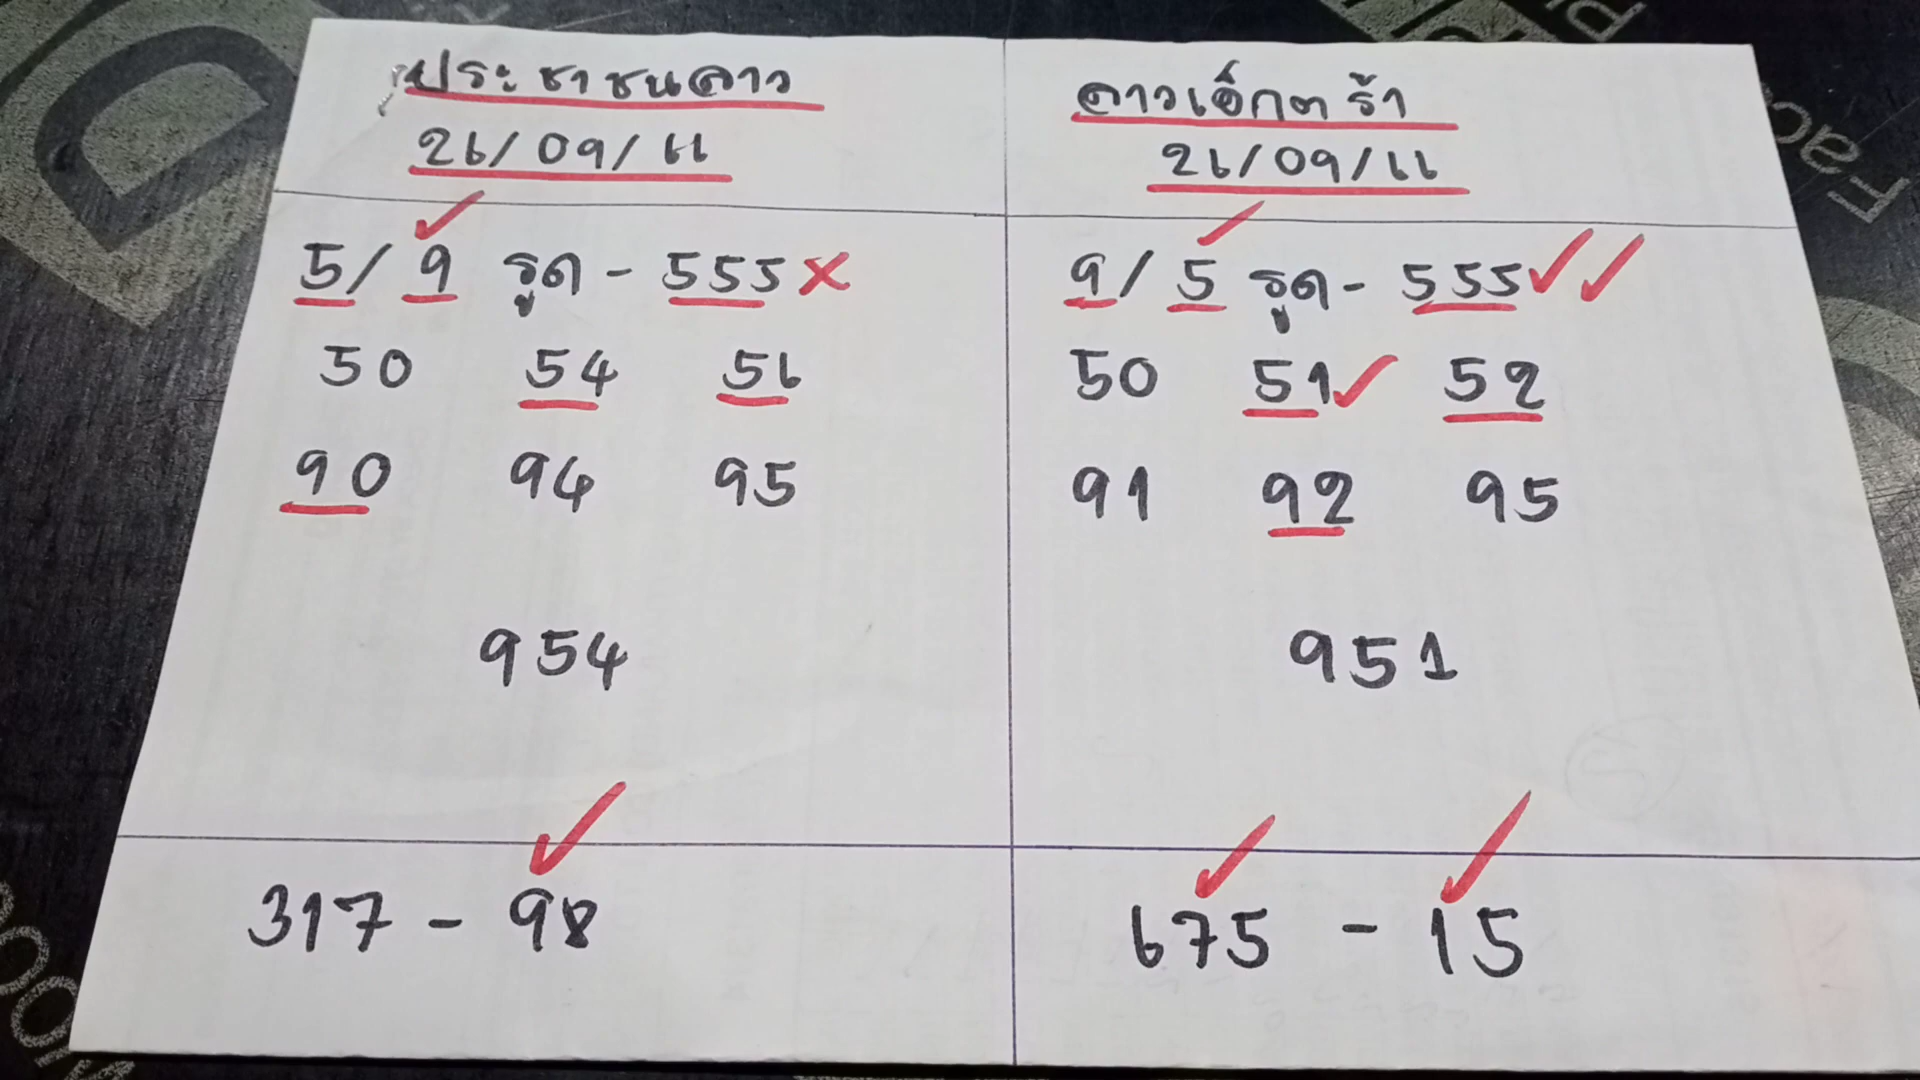 ประชาชนลาว
26/09/66
5/9 รูด - 555 x
50 54 56
90 94 95
954
317 - 98
ลาวเอ็กตร้า
26/09/66
9/5 รูด - 555 ✓✓
50 51 ✓ 52
91 92 95
951
675 - 15